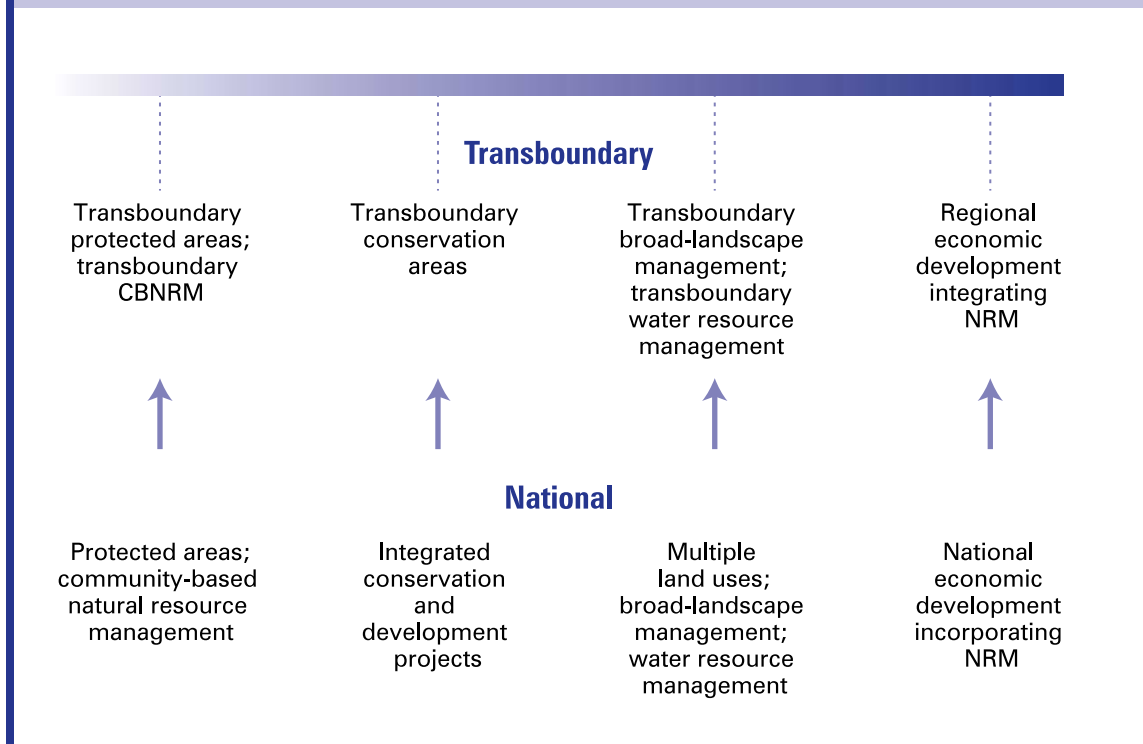 Transboundary
Transboundary
protected areas;
transboundary
CBNRM
Transboundary
conservation
areas
Transboundary
broad-landscape
management;
transboundary
water resource
management
Regional
economic
development
integrating
NRM
National
Protected areas;
community-based
natural resource
management
Integrated
conservation
and
development
projects
Multiple
land uses;
broad-landscape
management;
water resource
management
National
economic
development
incorporating
NRM